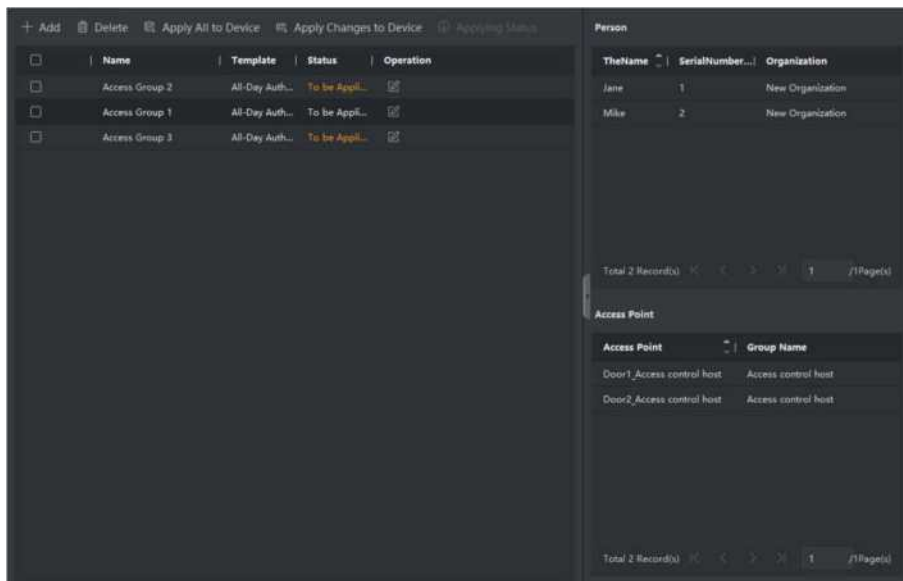 Add Delete Apply All to Device Apply Changes to Device Applying Status
Name Template Status Operation
Access Group 2 All-Day Auth... To be Appli...
Access Group 1 All-Day Auth... To be Appli...
Access Group 3 All-Day Auth... To be Appli...
Person
TheName SerialNumber... Organization
Jane 1 New Organization
Mike 2 New Organization
Total 2 Record(s) 1 /1Page(s)
Access Point
Access Point Group Name
Door1_Access control host Access control host
Door2_Access control host Access control host
Total 2 Record(s) 1 /1Page(s)